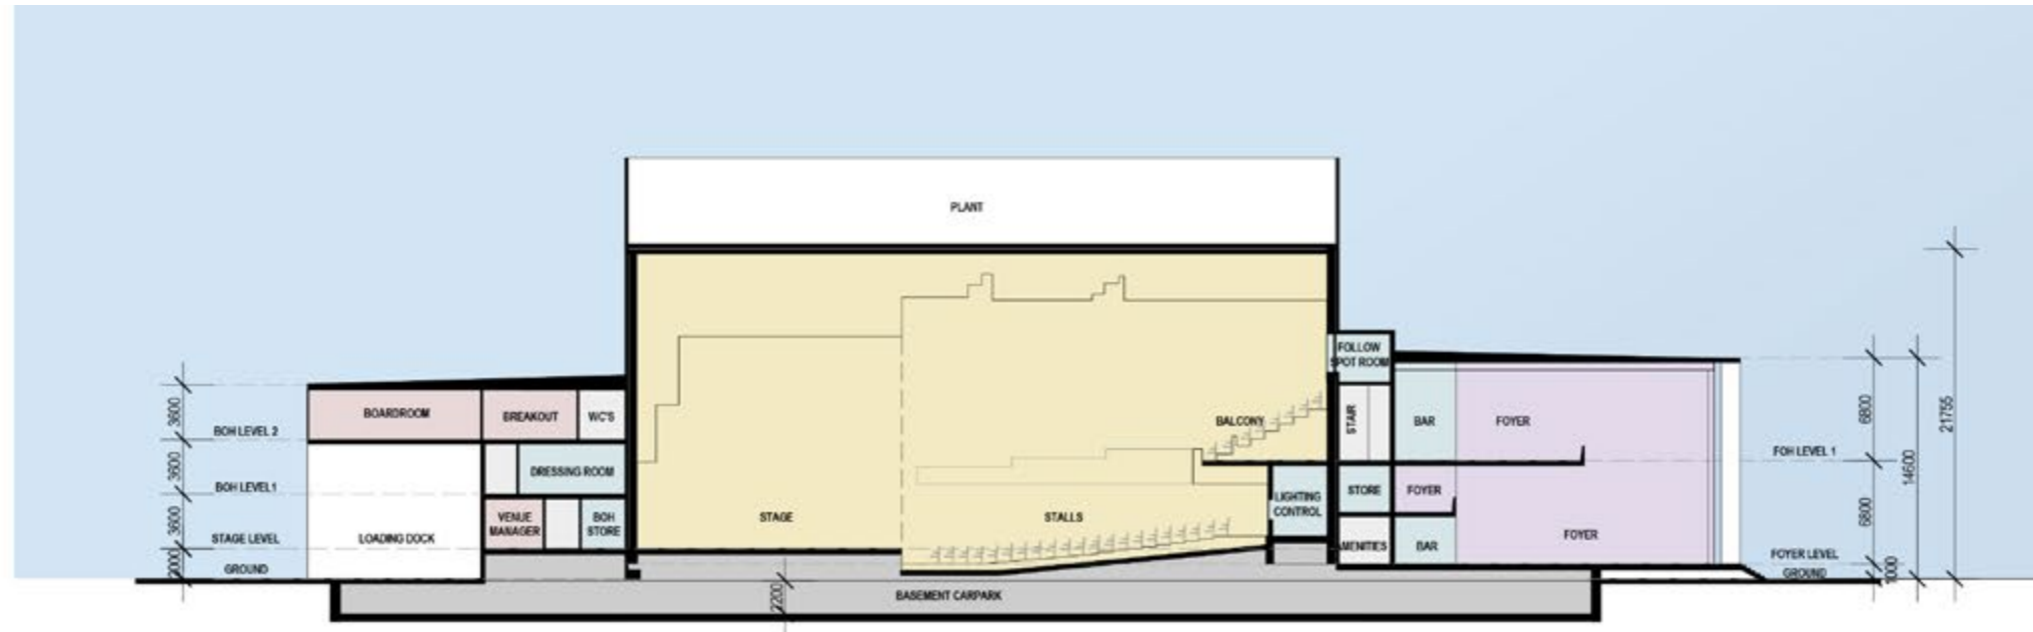 PLANT
21755
FOLLOW
SPOT ROOM
3600
BOARDROOM
BREAKOUT
WC'S
BALCONY
STAIR
BAR
FOYER
6800
BOH LEVEL 2
FOH LEVEL 1
14600
3600
DRESSING ROOM
BOH LEVEL1
STORE
FOYER
LIGHTING
CONTROL
3600
VENUE
MANAGER
BOH
STORE
STAGE
STALLS
6800
STAGE LEVEL
LOADING DOCK
AMENITIES
BAR
FOYER
2000
GROUND
FOYER LEVEL
GROUND
1000
2200
BASEMENT CARPARK